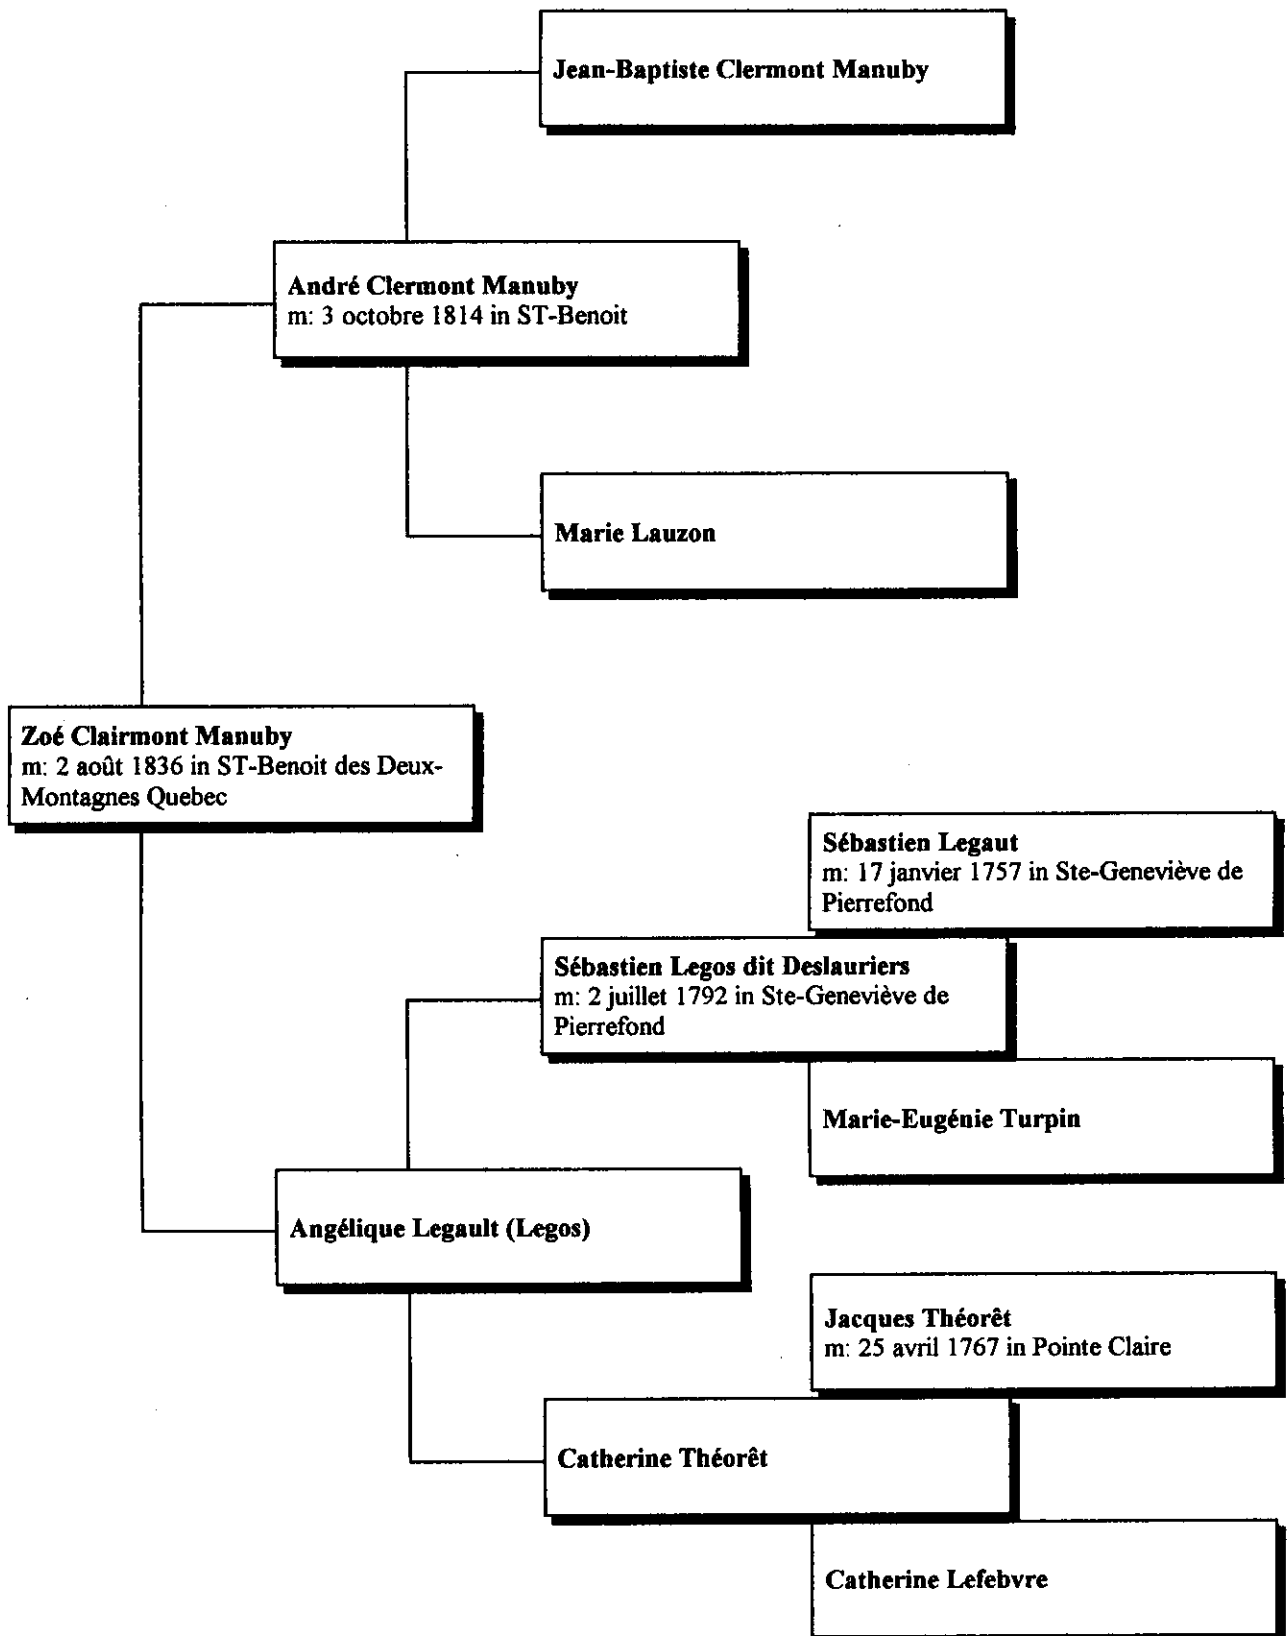 Jean-Baptiste Clermont Manuby
André Clermont Manuby
m: 3 octobre 1814 in ST-Benoit
Marie Lauzon
Zoé Clairmont Manuby
m: 2 août 1836 in ST-Benoit des Deux-
Montagnes Quebec
Sébastien Legaut
m: 17 janvier 1757 in Ste-Geneviève de
Pierrefond
Sébastien Legos dit Deslauriers
m: 2 juillet 1792 in Ste-Geneviève de
Pierrefond
Marie-Eugénie Turpin
Angélique Legault (Legos)
Jacques Théorêt
m: 25 avril 1767 in Pointe Claire
Catherine Théorêt
Catherine Lefebvre